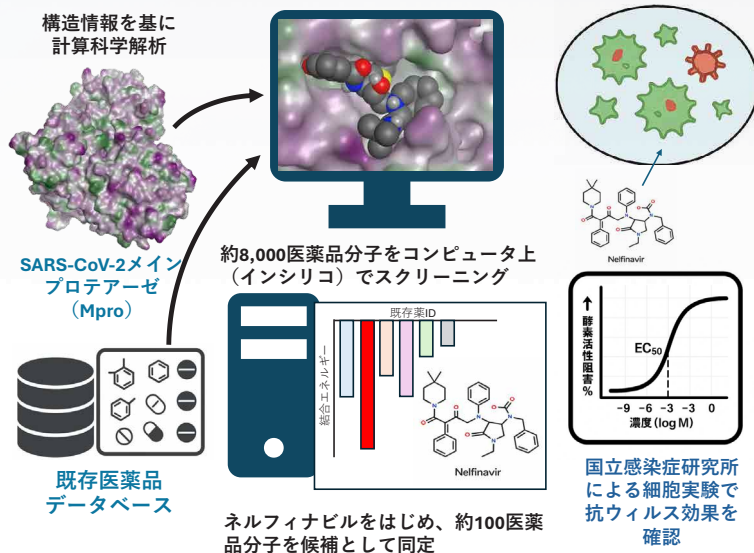 構造情報を基に
計算科学解析
SARS-CoV-2メイン
プロテアーゼ
（Mpro）
既存医薬品
データベース
約8,000医薬品分子をコンピュータ上
（インシリコ）でスクリーニング
既存薬ID
結合エネルギー
Nelfinavir
ネルフィナビルをはじめ、約100医薬
品分子を候補として同定
Nelfinavir
酵素活性阻害%
EC50
-9 -6 -3 -3 0
濃度(log M)
国立感染症研究所
による細胞実験で
抗ウィルス効果を
確認